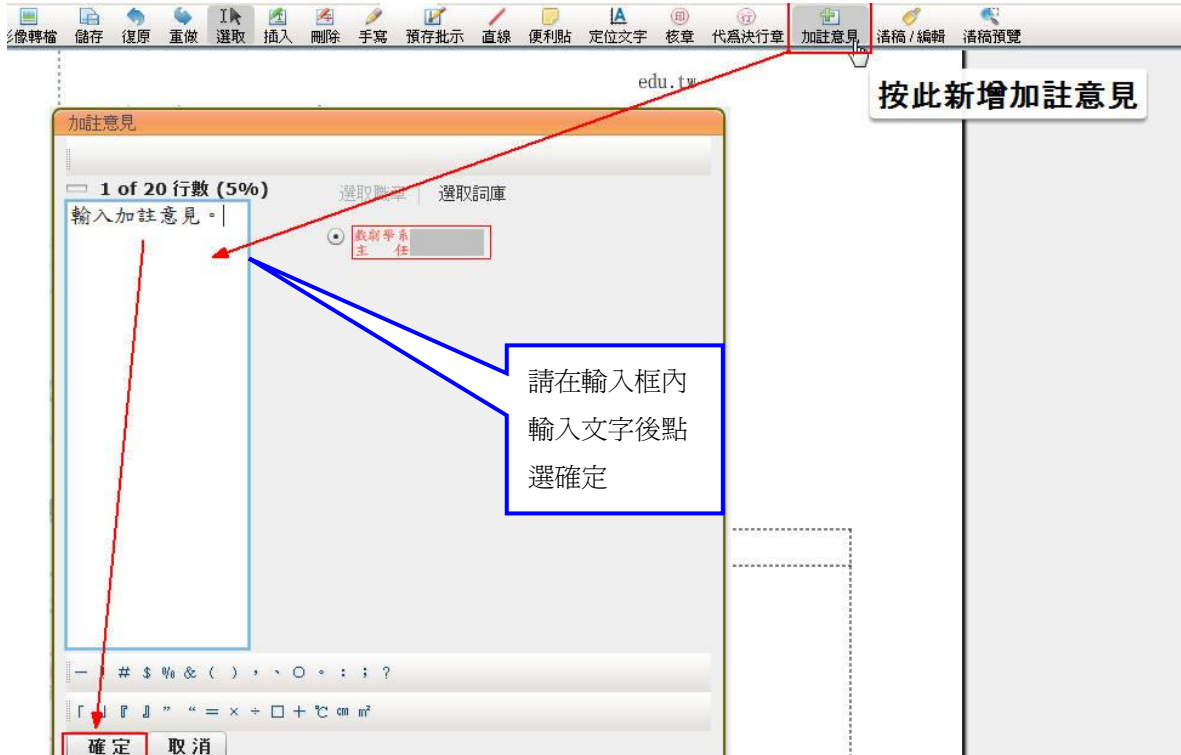 影像轉檔 儲存 復原 重做 選取 插入 刪除 手寫 預存批示 直線 便利貼 定位文字 核章 代為決行章 加註意見 清稿/編輯 清稿預覽
edu.tw
按此新增加註意見
加註意見
1 of 20 行數 (5%)
選取職章 | 選取詞庫
輸入加註意見。
戲劇學系
主 任
請在輸入框內
輸入文字後點
選確定
— ! # $ % & ( ) , 、 ○ 。 : ; ?
「 」 『 』 ” “ = × ÷ □ + ℃ ㎝ ㎡
確定 取消